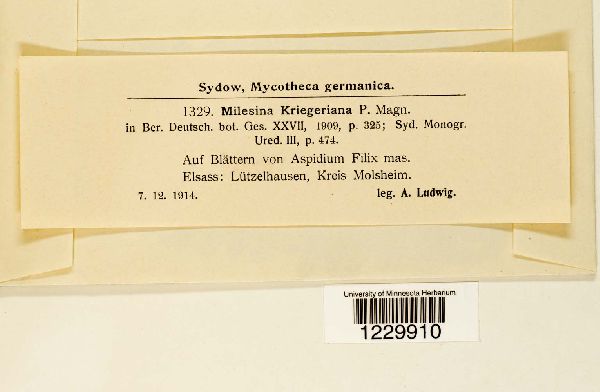 Sydow, Mycotheca germanica.
1329. Milesina Kriegeriana P. Magn.
in Ber. Deutsch. bot. Ges. XXVII, 1909, p. 325; Syd. Monogr.
Ured. III, p. 474.
Auf Blättern von Aspidium Filix mas.
Elsass: Lützelhausen, Kreis Molsheim.
7. 12. 1914. leg. A. Ludwig.
University of Minnesota Herbarium
1229910